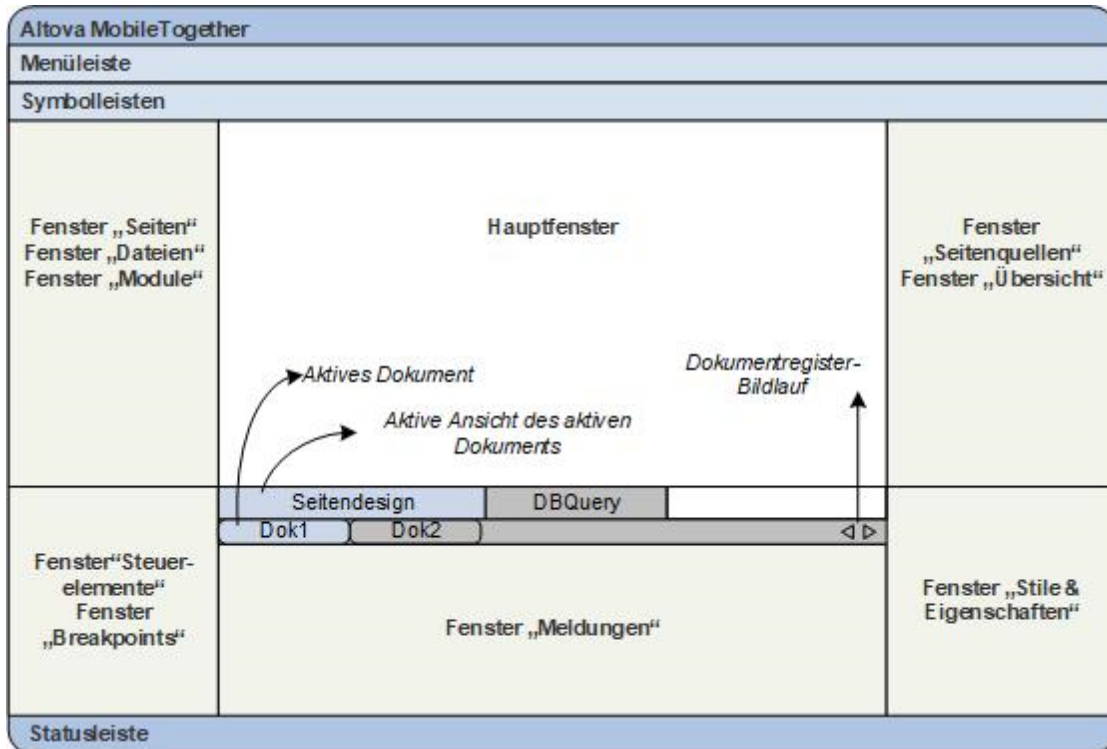 Altova MobileTogether
Menüleiste
Symbolleisten
Fenster „Seiten“
Fenster „Dateien“
Fenster „Module“
Hauptfenster
Fenster
„Seitenquellen“
Fenster „Übersicht“
Aktives Dokument
Dokumentregister-
Bildlauf
Aktive Ansicht des aktiven
Dokuments
Seitendesign
DBQuery
Dok1
Dok2
Fenster“Steuer-
elemente“
Fenster
„Breakpoints“
Fenster „Meldungen“
Fenster „Stile &
Eigenschaften“
Statusleiste